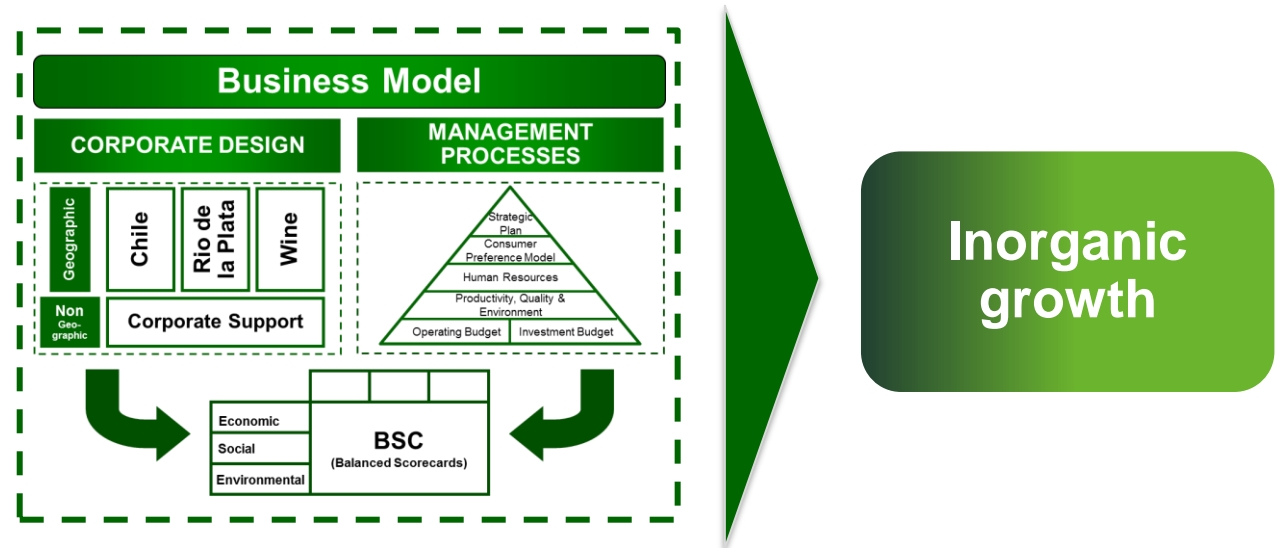 Business Model
CORPORATE DESIGN
MANAGEMENT
PROCESSES
Geographic
Chile
Rio de
la Plata
Wine
Non
Geo-
graphic
Corporate Support
Strategic
Plan
Consumer
Preference Model
Human Resources
Productivity, Quality &
Environment
Operating Budget
Investment Budget
Economic
Social
Environmental
BSC
(Balanced Scorecards)
Inorganic
growth